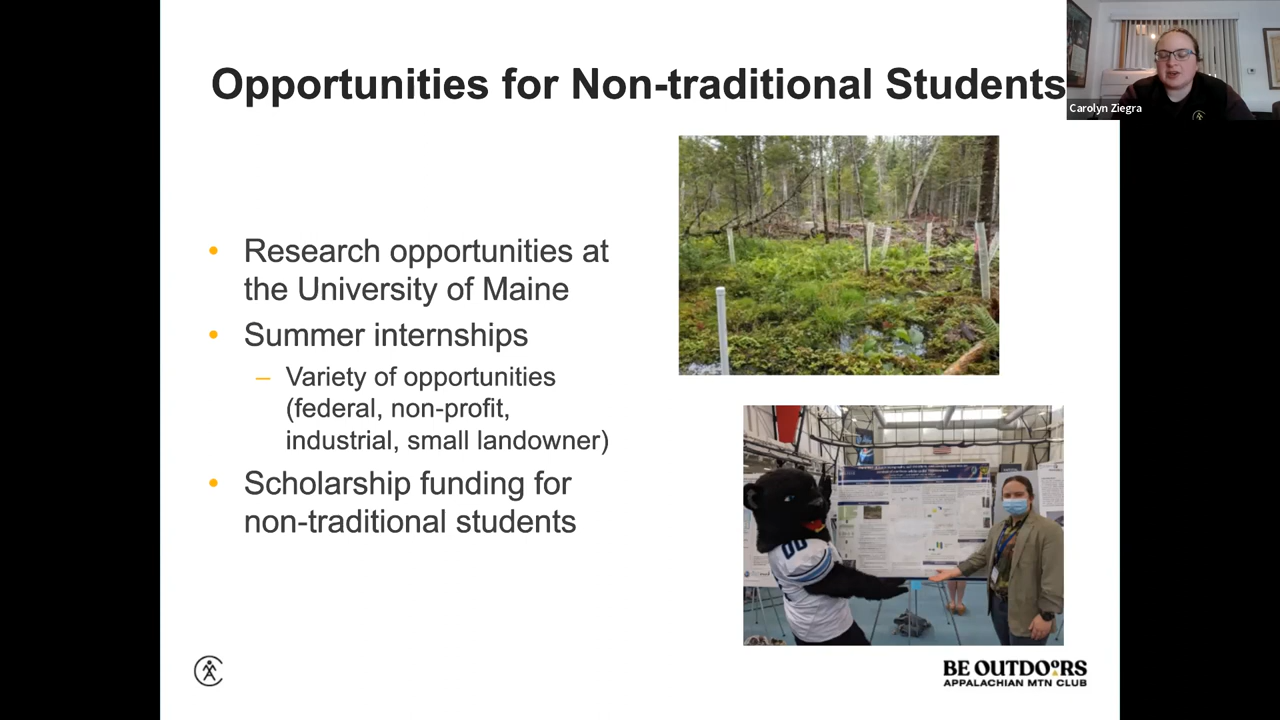 Opportunities for Non-traditional Students
Carolyn Ziegra
• Research opportunities at
the University of Maine
• Summer internships
– Variety of opportunities
(federal, non-profit,
industrial, small landowner)
• Scholarship funding for
non-traditional students
00
BE OUTDOORS
APPALACHIAN MTN CLUB